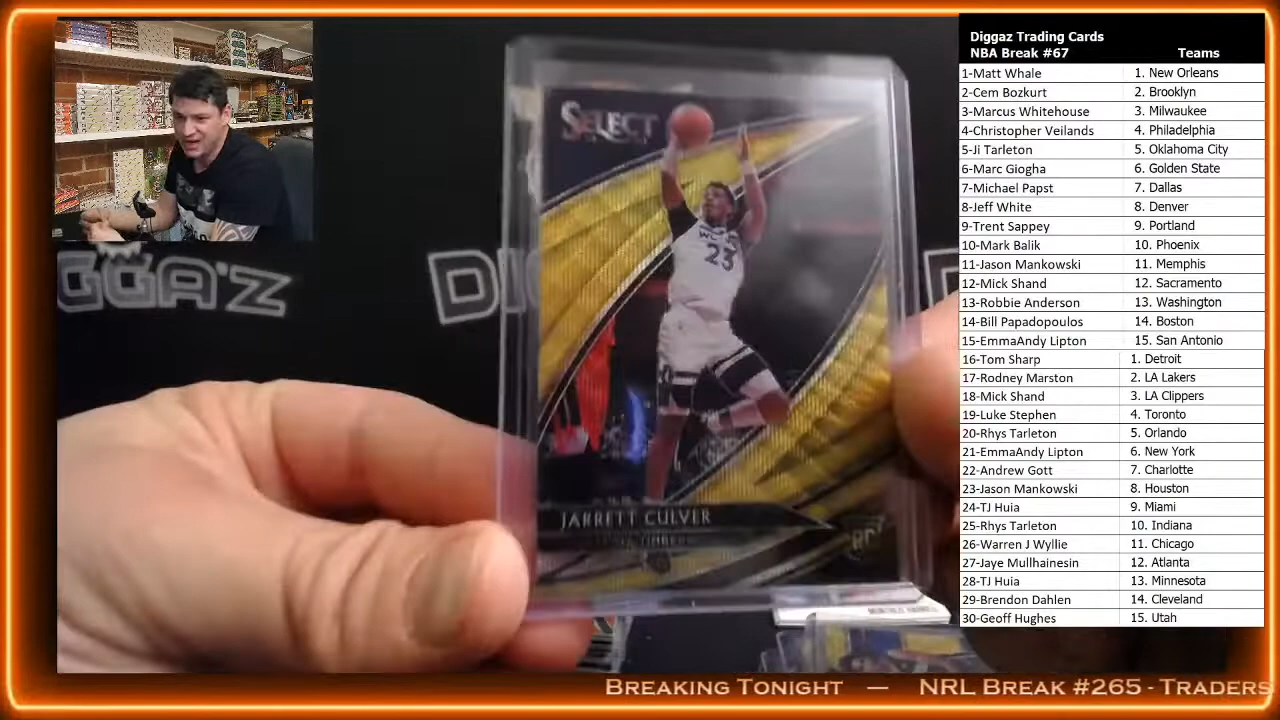 Diggaz Trading Cards
NBA Break #67 Teams
1-Matt Whale 1. New Orleans
2-Cem Bozkurt 2. Brooklyn
3-Marcus Whitehouse 3. Milwaukee
4-Christopher Veilands 4. Philadelphia
5-Ji Tarleton 5. Oklahoma City
6-Marc Giogha 6. Golden State
7-Michael Papst 7. Dallas
8-Jeff White 8. Denver
9-Trent Sappey 9. Portland
10-Mark Balik 10. Phoenix
11-Jason Mankowski 11. Memphis
12-Mick Shand 12. Sacramento
13-Robbie Anderson 13. Washington
14-Bill Papadopoulos 14. Boston
15-EmmaAndy Lipton 15. San Antonio
16-Tom Sharp 1. Detroit
17-Rodney Marston 2. LA Lakers
18-Mick Shand 3. LA Clippers
19-Luke Stephen 4. Toronto
20-Rhys Tarleton 5. Orlando
21-EmmaAndy Lipton 6. New York
22-Andrew Gott 7. Charlotte
23-Jason Mankowski 8. Houston
24-TJ Huia 9. Miami
25-Rhys Tarleton 10. Indiana
26-Warren J Wyllie 11. Chicago
27-Jaye Mullhainesin 12. Atlanta
28-TJ Huia 13. Minnesota
29-Brendon Dahlen 14. Cleveland
30-Geoff Hughes 15. Utah
SELECT
23
JARRETT CULVER
RC
GGA'Z
D
BREAKING TONIGHT — NRL BREAK #265 - TRADERS